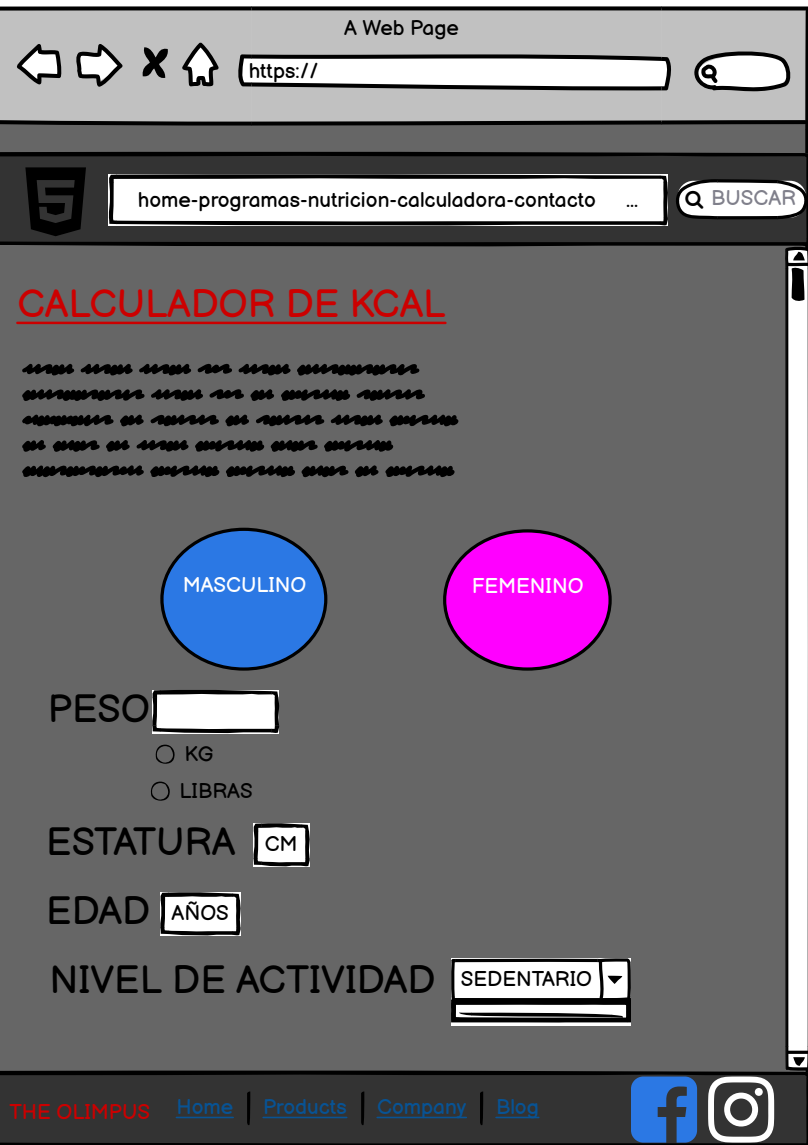 A Web Page
https://
home-programas-nutricion-calculadora-contacto ...
BUSCAR
CALCULADOR DE KCAL
MASCULINO
FEMENINO
PESO
KG
LIBRAS
ESTATURA CM
EDAD AÑOS
NIVEL DE ACTIVIDAD SEDENTARIO
THE OLIMPUS Home | Products | Company | Blog